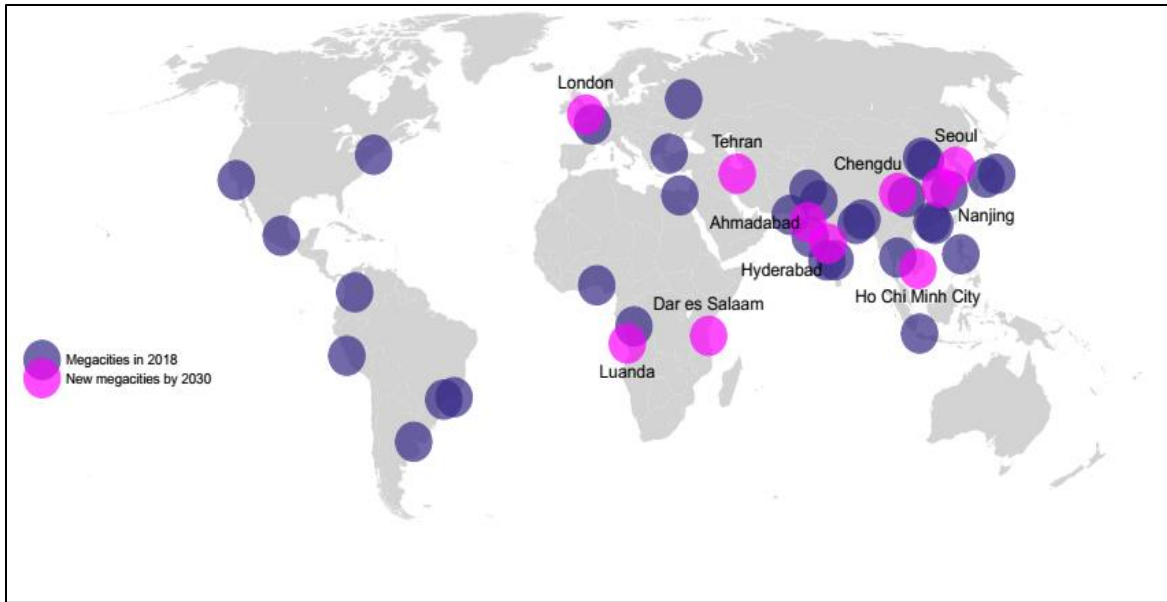 London
Tehran
Seoul
Chengdu
Nanjing
Ahmadabad
Hyderabad
Ho Chi Minh City
Dar es Salaam
Luanda
Megacities in 2018
New megacities by 2030